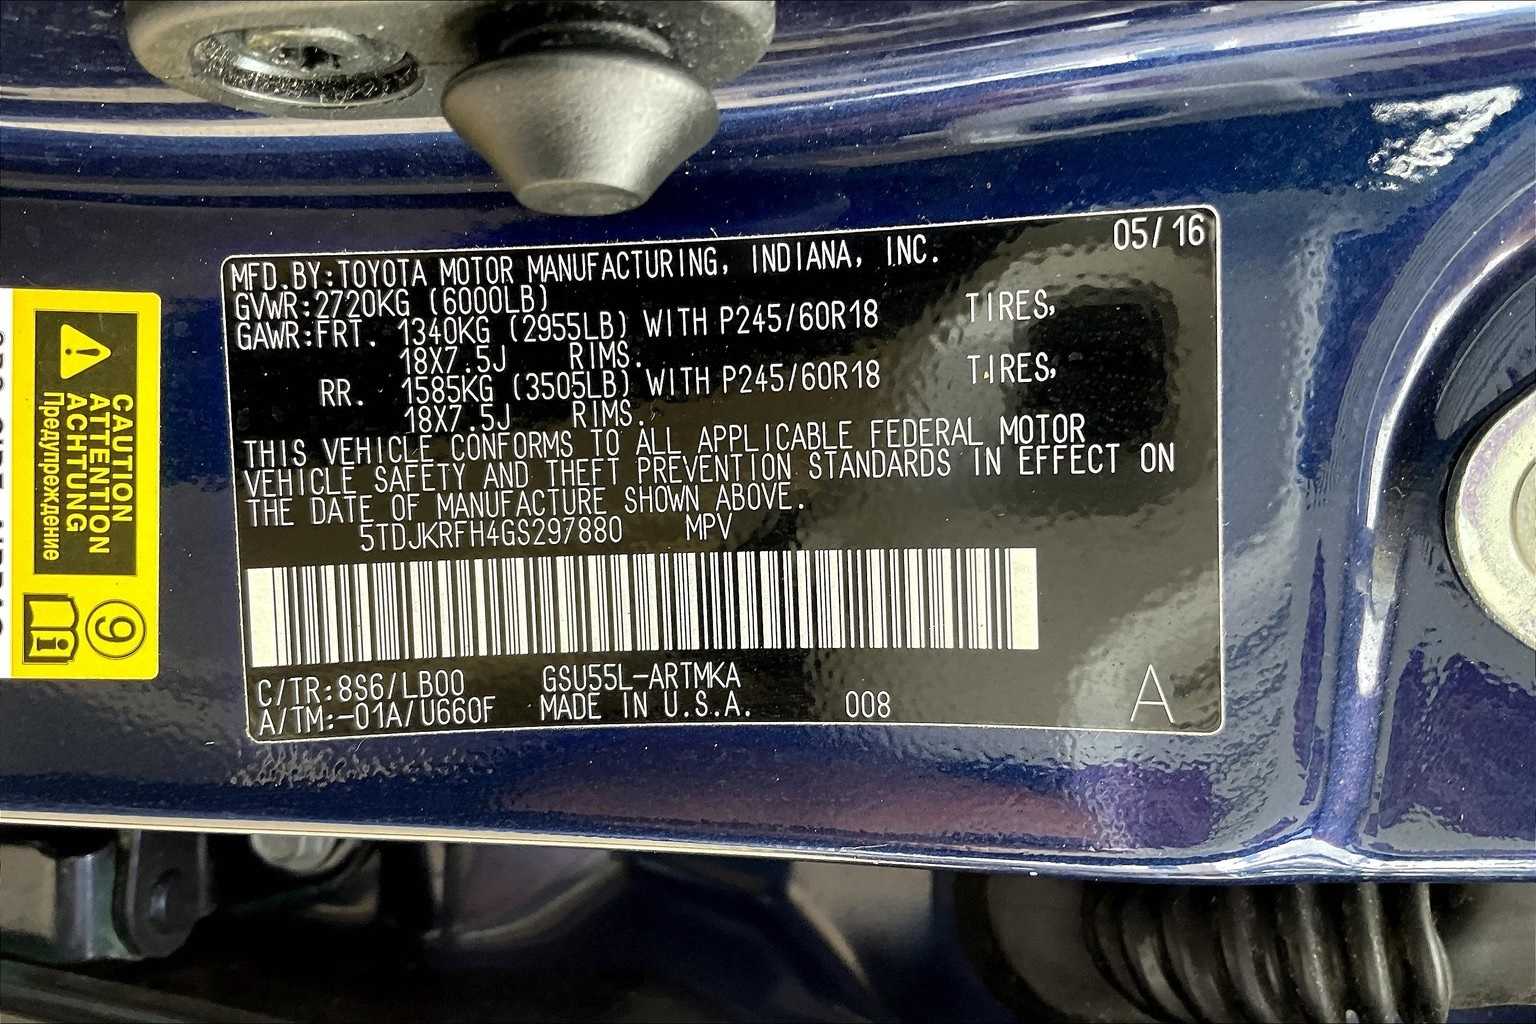 05/16
MFD.BY:TOYOTA MOTOR MANUFACTURING, INDIANA, INC.
GVWR:2720KG (6000LB)
GAWR:FRT. 1340KG (2955LB) WITH P245/60R18 TIRES,
18X7.5J RIMS.
RR. 1585KG (3505LB) WITH P245/60R18 TIRES,
18X7.5J RIMS.
THIS VEHICLE CONFORMS TO ALL APPLICABLE FEDERAL MOTOR
VEHICLE SAFETY AND THEFT PREVENTION STANDARDS IN EFFECT ON
THE DATE OF MANUFACTURE SHOWN ABOVE.
5TDJKRFH4GS297880 MPV
C/TR:8S6/LB00 GSU55L-ARTMKA
A/TM:-01A/U660F MADE IN U.S.A. 008 A
CAUTION
ATTENTION
ACHTUNG
Предупреждение
9
i